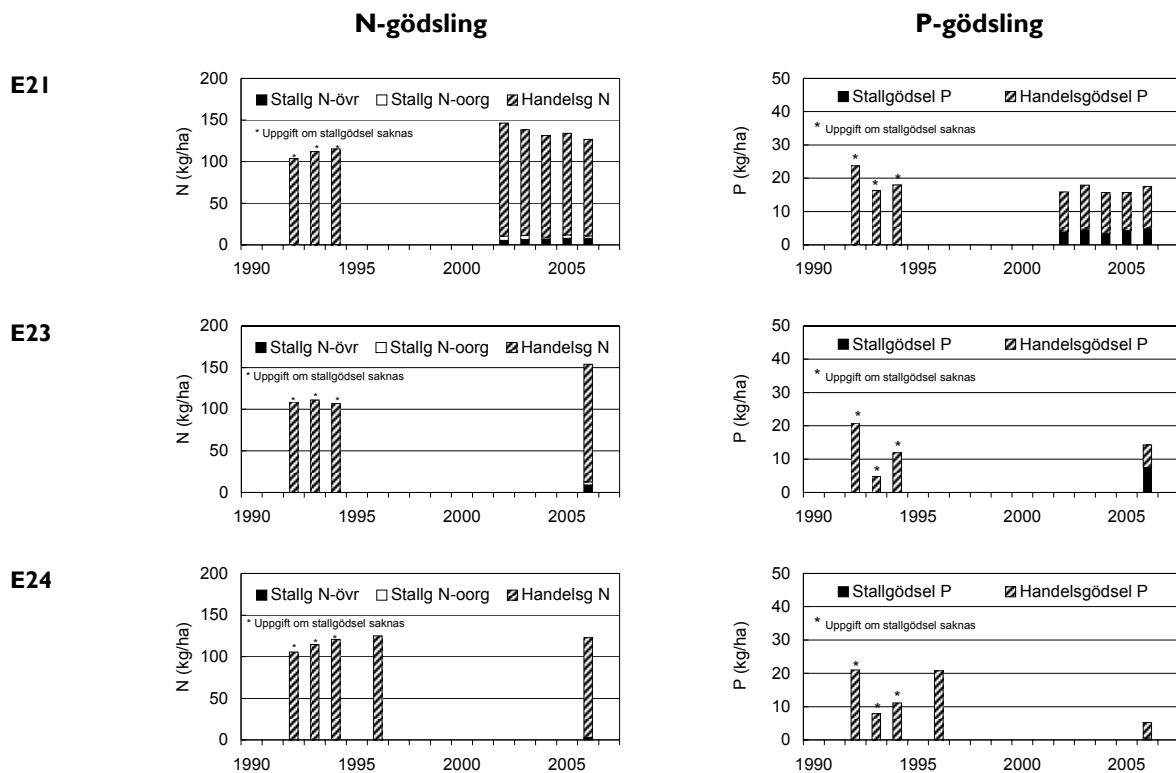 N-gödsling P-gödsling
E21
200
150
100
50
0
N (kg/ha)
Stallg N-övr Stallg N-oorg Handelsg N
* Uppgift om stallgödsel saknas
* * *
1990 1995 2000 2005
50
40
30
20
10
0
P (kg/ha)
Stallgödsel P Handelsgödsel P
* Uppgift om stallgödsel saknas
* * *
1990 1995 2000 2005
E23
200
150
100
50
0
N (kg/ha)
Stallg N-övr Stallg N-oorg Handelsg N
* Uppgift om stallgödsel saknas
* * *
1990 1995 2000 2005
50
40
30
20
10
0
P (kg/ha)
Stallgödsel P Handelsgödsel P
* Uppgift om stallgödsel saknas
* * *
1990 1995 2000 2005
E24
200
150
100
50
0
N (kg/ha)
Stallg N-övr Stallg N-oorg Handelsg N
* Uppgift om stallgödsel saknas
* * *
1990 1995 2000 2005
50
40
30
20
10
0
P (kg/ha)
Stallgödsel P Handelsgödsel P
* Uppgift om stallgödsel saknas
* * *
1990 1995 2000 2005